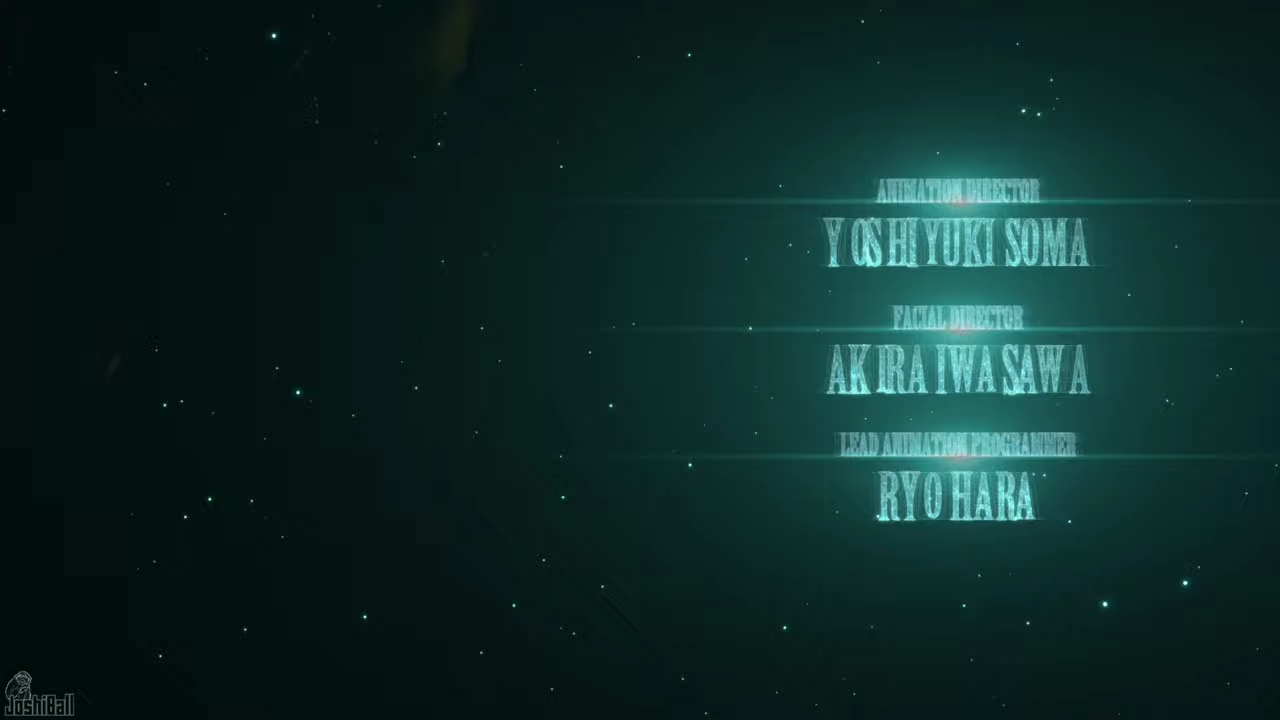 ANIMATION DIRECTOR
YOSHIYUKI SOMA
FACIAL DIRECTOR
AKIRA IWASAWA
LEAD ANIMATION PROGRAMMER
RYO HARA
JoshiBall